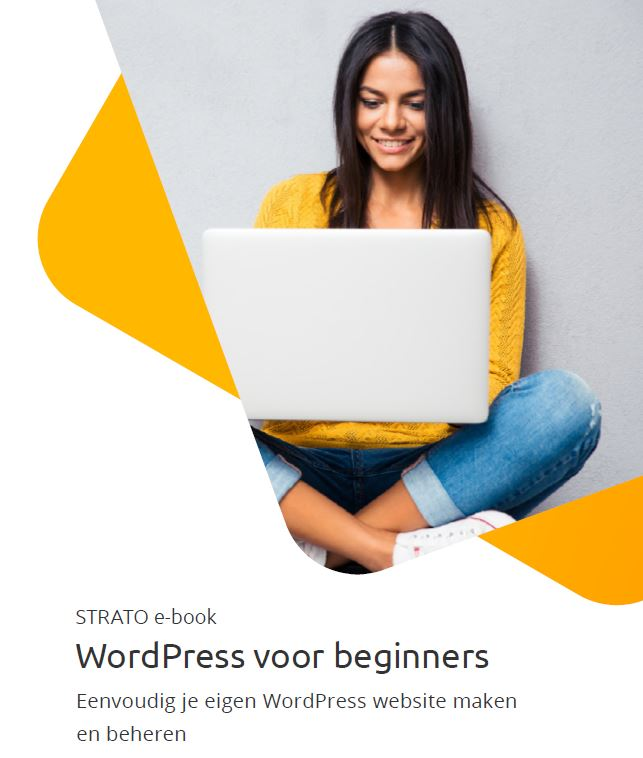 STRATO e-book
WordPress voor beginners
Eenvoudig je eigen WordPress website maken
en beheren